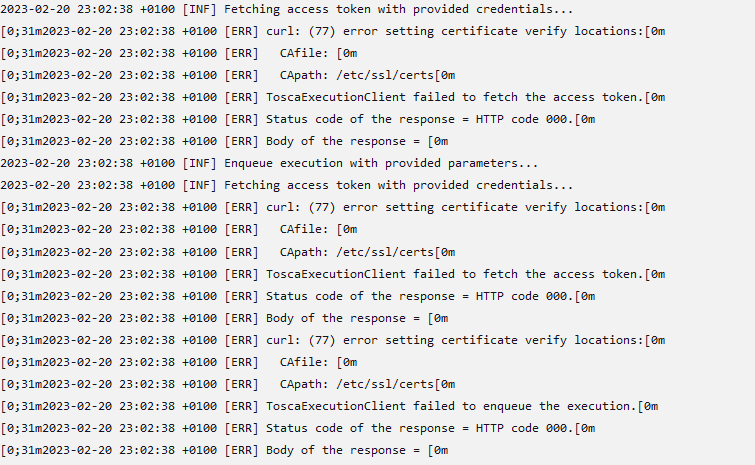 2023-02-20 23:02:38 +0100 [INF] Fetching access token with provided credentials...
[0;31m2023-02-20 23:02:38 +0100 [ERR] curl: (77) error setting certificate verify locations:[0m
[0;31m2023-02-20 23:02:38 +0100 [ERR]   CAfile: [0m
[0;31m2023-02-20 23:02:38 +0100 [ERR]   CApath: /etc/ssl/certs[0m
[0;31m2023-02-20 23:02:38 +0100 [ERR] ToscaExecutionClient failed to fetch the access token.[0m
[0;31m2023-02-20 23:02:38 +0100 [ERR] Status code of the response = HTTP code 000.[0m
[0;31m2023-02-20 23:02:38 +0100 [ERR] Body of the response = [0m
2023-02-20 23:02:38 +0100 [INF] Enqueue execution with provided parameters...
2023-02-20 23:02:38 +0100 [INF] Fetching access token with provided credentials...
[0;31m2023-02-20 23:02:38 +0100 [ERR] curl: (77) error setting certificate verify locations:[0m
[0;31m2023-02-20 23:02:38 +0100 [ERR]   CAfile: [0m
[0;31m2023-02-20 23:02:38 +0100 [ERR]   CApath: /etc/ssl/certs[0m
[0;31m2023-02-20 23:02:38 +0100 [ERR] ToscaExecutionClient failed to fetch the access token.[0m
[0;31m2023-02-20 23:02:38 +0100 [ERR] Status code of the response = HTTP code 000.[0m
[0;31m2023-02-20 23:02:38 +0100 [ERR] Body of the response = [0m
[0;31m2023-02-20 23:02:38 +0100 [ERR] curl: (77) error setting certificate verify locations:[0m
[0;31m2023-02-20 23:02:38 +0100 [ERR]   CAfile: [0m
[0;31m2023-02-20 23:02:38 +0100 [ERR]   CApath: /etc/ssl/certs[0m
[0;31m2023-02-20 23:02:38 +0100 [ERR] ToscaExecutionClient failed to enqueue the execution.[0m
[0;31m2023-02-20 23:02:38 +0100 [ERR] Status code of the response = HTTP code 000.[0m
[0;31m2023-02-20 23:02:38 +0100 [ERR] Body of the response = [0m